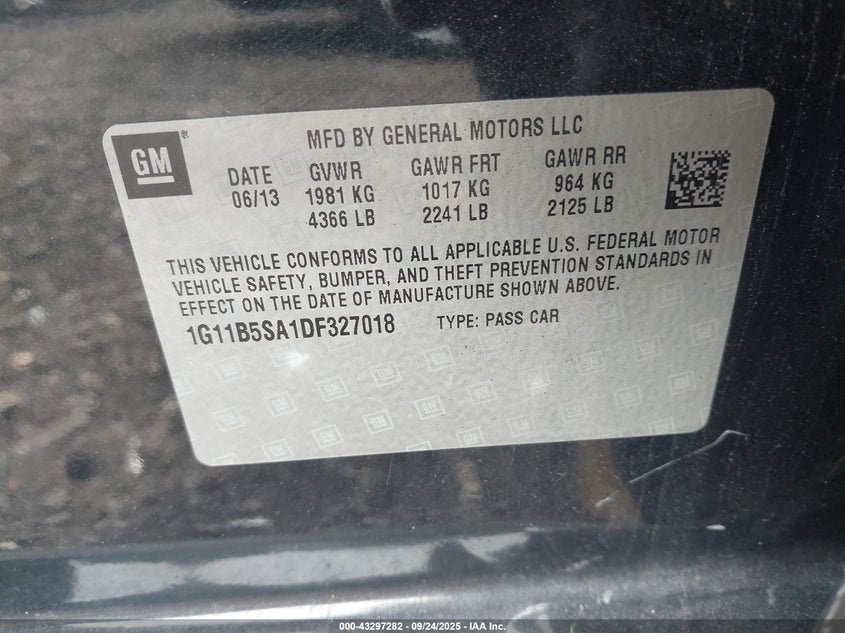 GM
MFD BY GENERAL MOTORS LLC
DATE GVWR GAWR FRT GAWR RR
06/13 1981 KG 1017 KG 964 KG
4366 LB 2241 LB 2125 LB
THIS VEHICLE CONFORMS TO ALL APPLICABLE U.S. FEDERAL MOTOR
VEHICLE SAFETY, BUMPER, AND THEFT PREVENTION STANDARDS IN
EFFECT ON THE DATE OF MANUFACTURE SHOWN ABOVE.
1G11B5SA1DF327018 TYPE: PASS CAR
000-43297282 - 09/24/2025 - IAA Inc.